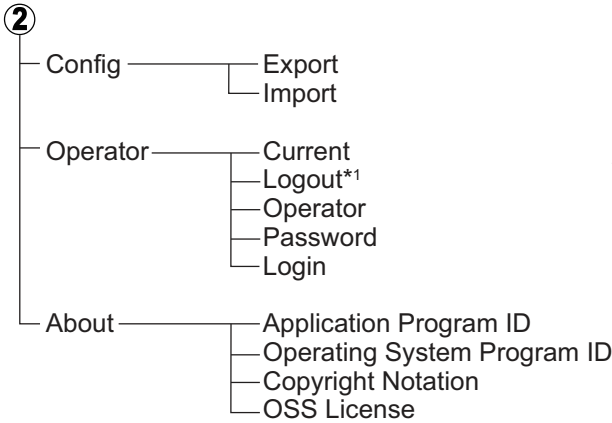 2
Config Export
Import
Operator Current
Logout*1
Operator
Password
Login
About Application Program ID
Operating System Program ID
Copyright Notation
OSS License